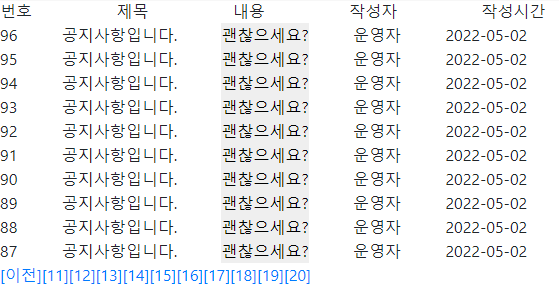 번호 제목 내용 작성자 작성시간
96 공지사항입니다. 괜찮으세요? 운영자 2022-05-02
95 공지사항입니다. 괜찮으세요? 운영자 2022-05-02
94 공지사항입니다. 괜찮으세요? 운영자 2022-05-02
93 공지사항입니다. 괜찮으세요? 운영자 2022-05-02
92 공지사항입니다. 괜찮으세요? 운영자 2022-05-02
91 공지사항입니다. 괜찮으세요? 운영자 2022-05-02
90 공지사항입니다. 괜찮으세요? 운영자 2022-05-02
89 공지사항입니다. 괜찮으세요? 운영자 2022-05-02
88 공지사항입니다. 괜찮으세요? 운영자 2022-05-02
87 공지사항입니다. 괜찮으세요? 운영자 2022-05-02
[이전][11][12][13][14][15][16][17][18][19][20]